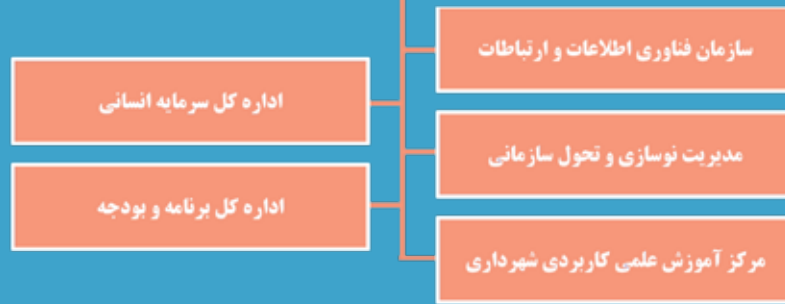 سازمان فناوری اطلاعات و ارتباطات
اداره کل سرمایه انسانی
مدیریت نوسازی و تحول سازمانی
اداره کل برنامه و بودجه
مرکز آموزش علمی کاربردی شهرداری